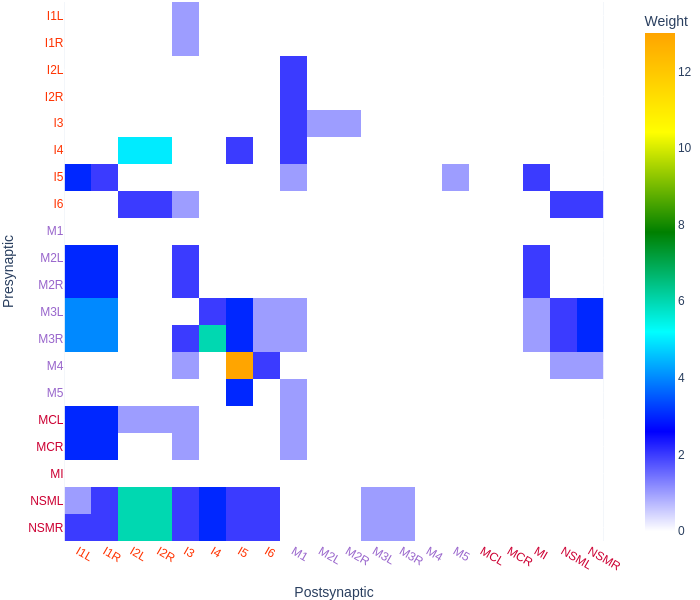 Weight
I1L
I1R
I2L
I2R
I3
I4
I5
I6
M1
M2L
M2R
M3L
M3R
M4
M5
MCL
MCR
MI
NSML
NSMR
Presynaptic
12
10
8
6
4
2
0
I1L I1R I2L I2R I3 I4 I5 I6 M1 M2L M2R M3L M3R M4 M5 MCL MCR MI NSML NSMR
Postsynaptic